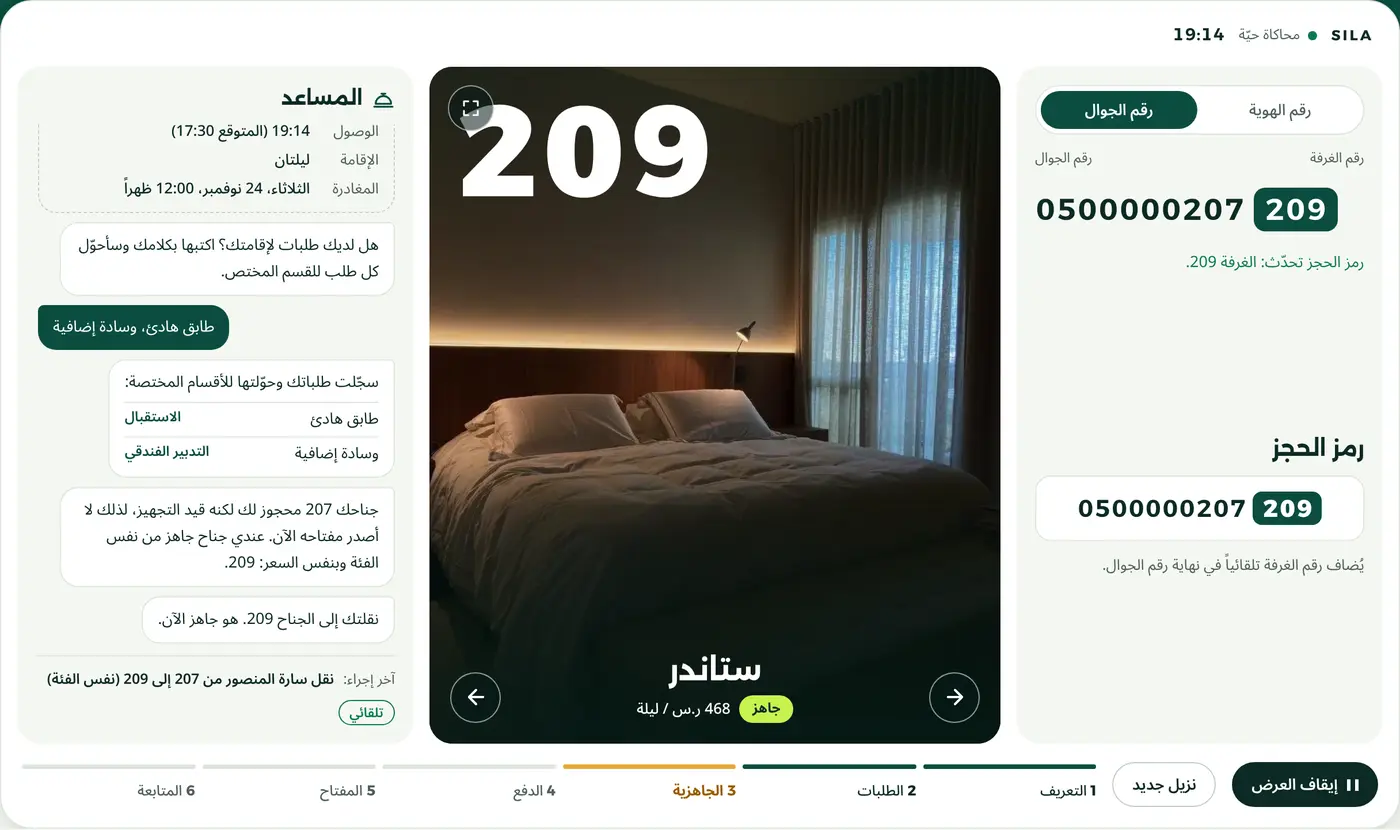 SILA
محاكاة حيّة
19:14
رقم الهوية
رقم الجوال
رقم الغرفة
رقم الجوال
209 0500000207
رمز الحجز تحدّث: الغرفة 209.
رمز الحجز
209 0500000207
يُضاف رقم الغرفة تلقائياً في نهاية رقم الجوال.
209
ستاندر
جاهز
468 ر.س / ليلة
المساعد
الوصول 19:14 (المتوقع 17:30)
الإقامة ليلتان
المغادرة الثلاثاء، 24 نوفمبر، 12:00 ظهراً
هل لديك طلبات لإقامتك؟ اكتبها بكلامك وسأحوّل
كل طلب للقسم المختص.
طابق هادئ، وسادة إضافية
سجّلت طلباتك وحوّلتها للأقسام المختصة:
طابق هادئ الاستقبال
وسادة إضافية التدبير الفندقي
جناحك 207 محجوز لك لكنه قيد التجهيز، لذلك لا
أصدر مفتاحه الآن. عندي جناح جاهز من نفس
الفئة وبنفس السعر: 209.
نقلتك إلى الجناح 209. هو جاهز الآن.
آخر إجراء: نقل سارة المنصور من 207 إلى 209 (نفس الفئة)
تلقائي
إيقاف العرض
نزيل جديد
1 التعريف
2 الطلبات
3 الجاهزية
4 الدفع
5 المفتاح
6 المتابعة